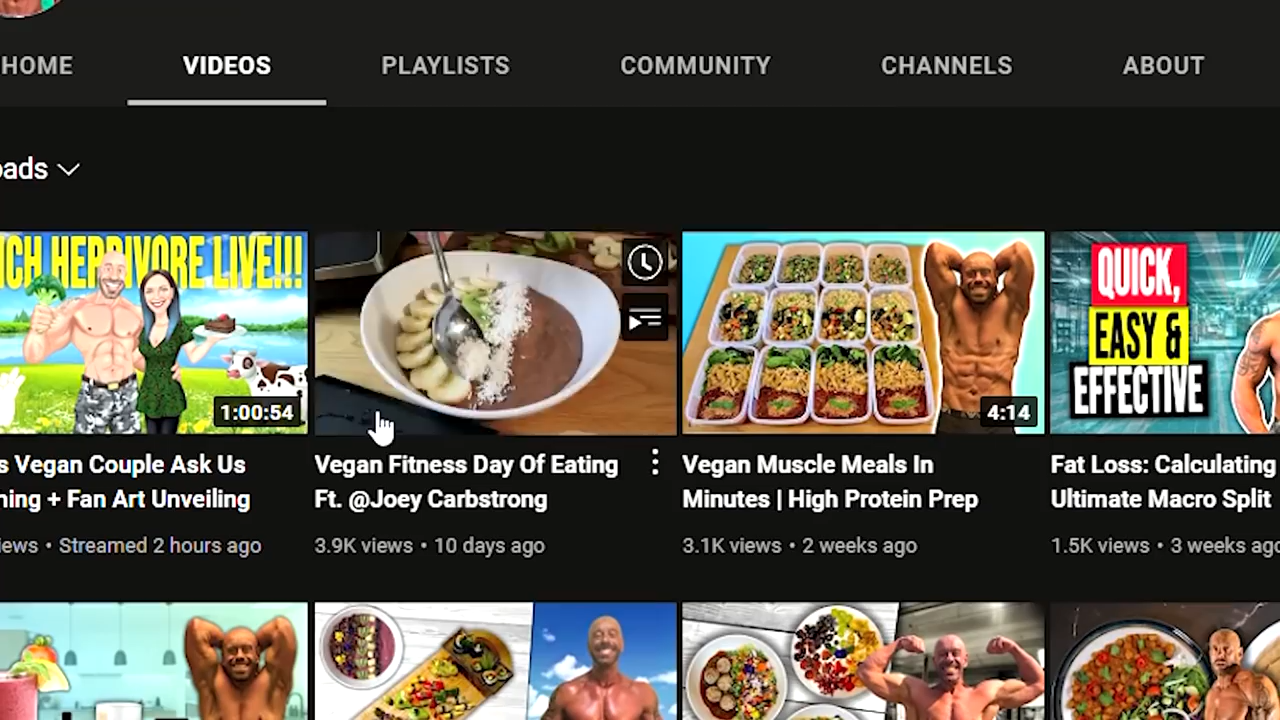 HOME VIDEOS PLAYLISTS COMMUNITY CHANNELS ABOUT
oads
CH HERBIVORE LIVE!!!
1:00:54
4:14
QUICK,
EASY &
EFFECTIVE
s Vegan Couple Ask Us
ning + Fan Art Unveiling
iews • Streamed 2 hours ago
Vegan Fitness Day Of Eating
Ft. @Joey Carbstrong
3.9K views • 10 days ago
Vegan Muscle Meals In
Minutes | High Protein Prep
3.1K views • 2 weeks ago
Fat Loss: Calculating
Ultimate Macro Split
1.5K views • 3 weeks ago